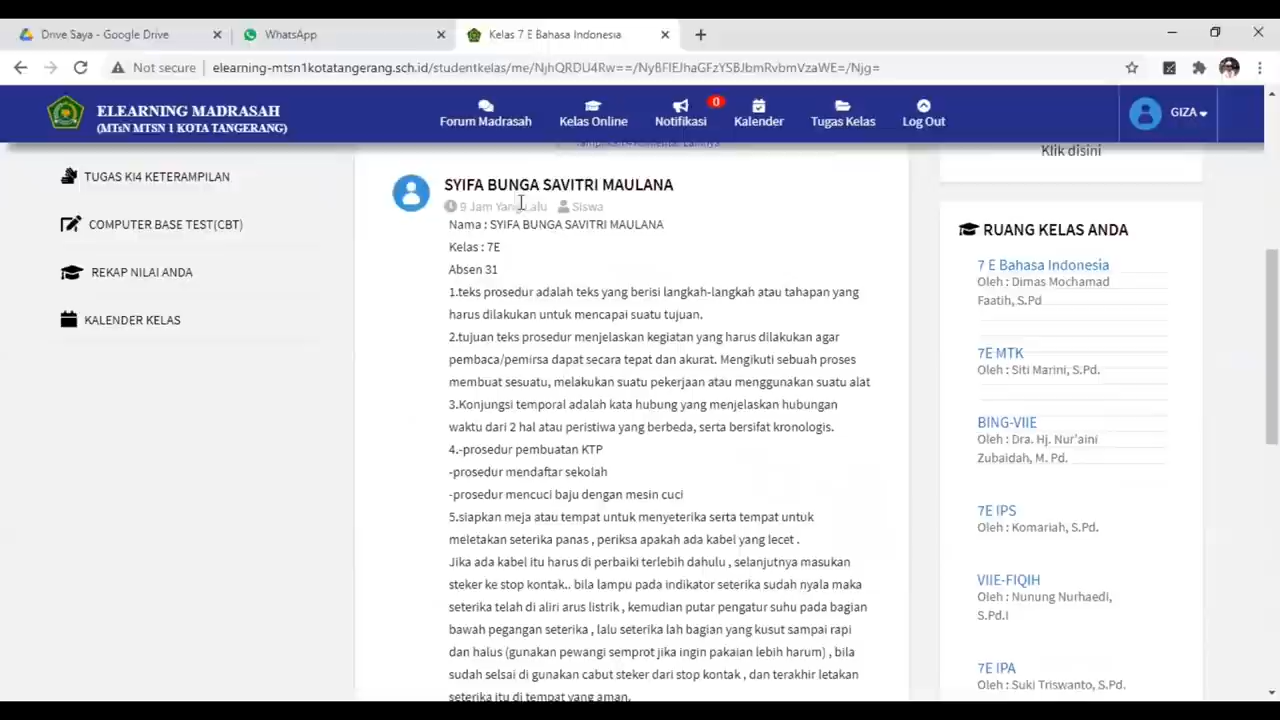 Drive Saya - Google Drive
WhatsApp
Kelas 7 E Bahasa Indonesia
Not secure
elearning-mtsn1kotatangerang.sch.id/studentkelas/me/NjhQRDU4Rw==/NyBFIEJhaGFzYSBJbmRvbmVzaWE=/Njg=
ELEARNING MADRASAH
(MTsN MTSN 1 KOTA TANGERANG)
Forum Madrasah
Kelas Online
0
Notifikasi
Kalender
Tugas Kelas
Log Out
GIZA
TUGAS KI4 KETERAMPILAN
COMPUTER BASE TEST(CBT)
REKAP NILAI ANDA
KALENDER KELAS
SYIFA BUNGA SAVITRI MAULANA
9 Jam Yang Lalu
Siswa
Nama : SYIFA BUNGA SAVITRI MAULANA
Kelas : 7E
Absen 31
1.teks prosedur adalah teks yang berisi langkah-langkah atau tahapan yang
harus dilakukan untuk mencapai suatu tujuan.
2.tujuan teks prosedur menjelaskan kegiatan yang harus dilakukan agar
pembaca/pemirsa dapat secara tepat dan akurat. Mengikuti sebuah proses
membuat sesuatu, melakukan suatu pekerjaan atau menggunakan suatu alat
3.Konjungsi temporal adalah kata hubung yang menjelaskan hubungan
waktu dari 2 hal atau peristiwa yang berbeda, serta bersifat kronologis.
4.-prosedur pembuatan KTP
-prosedur mendaftar sekolah
-prosedur mencuci baju dengan mesin cuci
5.siapkan meja atau tempat untuk menyeterika serta tempat untuk
meletakan seterika panas , periksa apakah ada kabel yang lecet .
Jika ada kabel itu harus di perbaiki terlebih dahulu , selanjutnya masukan
steker ke stop kontak.. bila lampu pada indikator seterika sudah nyala maka
seterika telah di aliri arus listrik , kemudian putar pengatur suhu pada bagian
bawah pegangan seterika , lalu seterika lah bagian yang kusut sampai rapi
dan halus (gunakan pewangi semprot jika ingin pakaian lebih harum) , bila
sudah selsai di gunakan cabut steker dari stop kontak , dan terakhir letakan
seterika itu di tempat yang aman.
Klik disini
RUANG KELAS ANDA
7 E Bahasa Indonesia
Oleh : Dimas Mochamad
Faatih, S.Pd
7E MTK
Oleh : Siti Marini, S.Pd.
BING-VIIE
Oleh : Dra. Hj. Nur'aini
Zubaidah, M. Pd.
7E IPS
Oleh : Komariah, S.Pd.
VIIE-FIQIH
Oleh : Nunung Nurhaedi,
S.Pd.I
7E IPA
Oleh : Suki Triswanto, S.Pd.